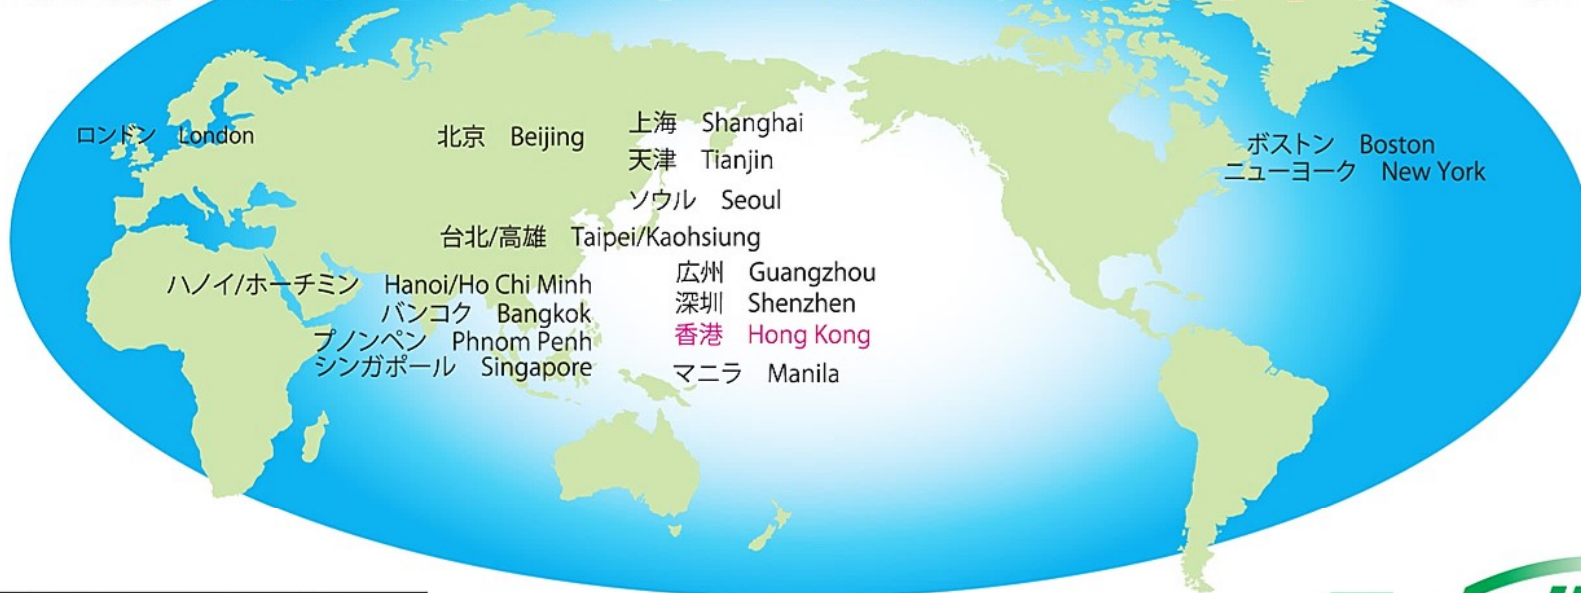 ロンドン London
北京 Beijing
上海 Shanghai
天津 Tianjin
ソウル Seoul
台北/高雄 Taipei/Kaohsiung
ハノイ/ホーチミン Hanoi/Ho Chi Minh
バンコク Bangkok
プノンペン Phnom Penh
シンガポール Singapore
広州 Guangzhou
深圳 Shenzhen
香港 Hong Kong
マニラ Manila
ボストン Boston
ニューヨーク New York